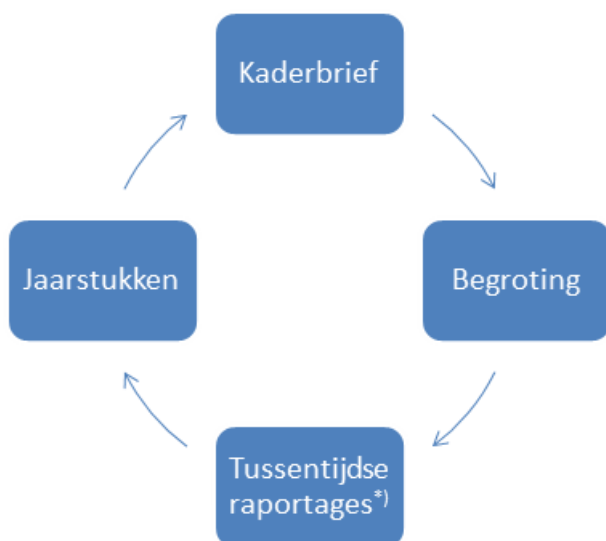 Kaderbrief
Jaarstukken
Begroting
Tussentijdse
raportages*)